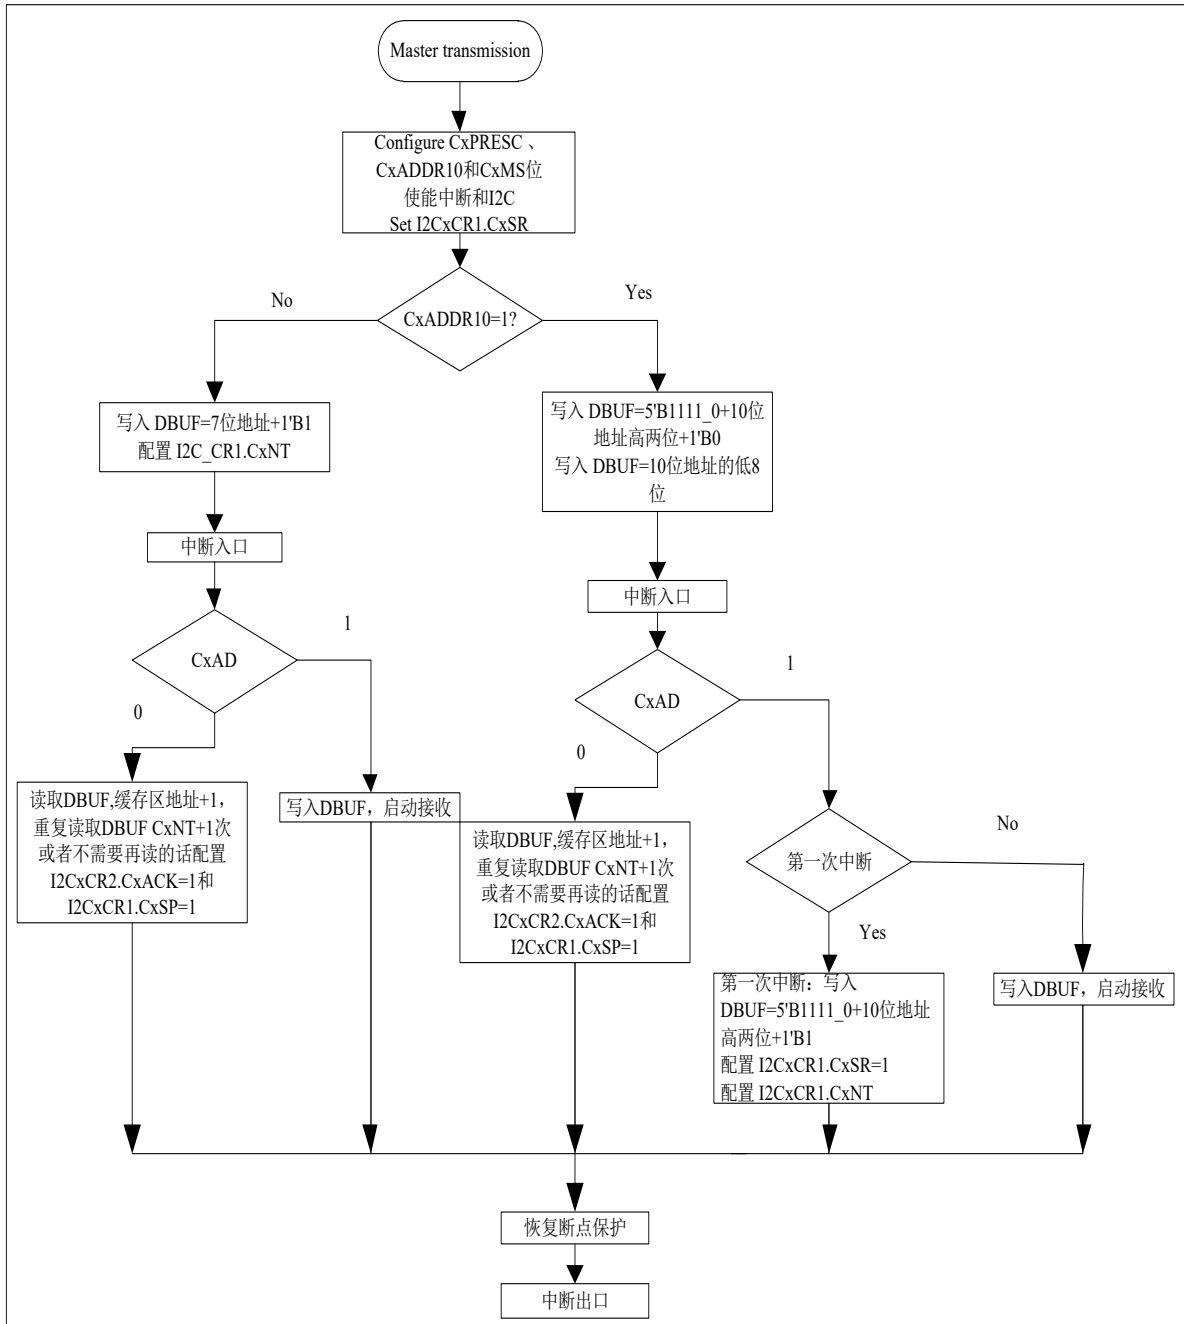 Master transmission
Configure CxPRESC 、
CxADDR10和CxMS位
使能中断和I2C
Set I2CxCR1.CxSR
No
Yes
CxADDR10=1?
写入 DBUF=7位地址+1'B1
配置 I2C_CR1.CxNT
写入 DBUF=5'B1111_0+10位
地址高两位+1'B0
写入 DBUF=10位地址的低8
位
中断入口
中断入口
CxAD
1
0
CxAD
1
0
读取DBUF,缓存区地址+1，
重复读取DBUF CxNT+1次
或者不需要再读的话配置
I2CxCR2.CxACK=1和
I2CxCR1.CxSP=1
写入DBUF，启动接收
读取DBUF,缓存区地址+1，
重复读取DBUF CxNT+1次
或者不需要再读的话配置
I2CxCR2.CxACK=1和
I2CxCR1.CxSP=1
第一次中断
No
Yes
第一次中断：写入
DBUF=5'B1111_0+10位地址
高两位+1'B1
配置 I2CxCR1.CxSR=1
配置 I2CxCR1.CxNT
写入DBUF，启动接收
恢复断点保护
中断出口